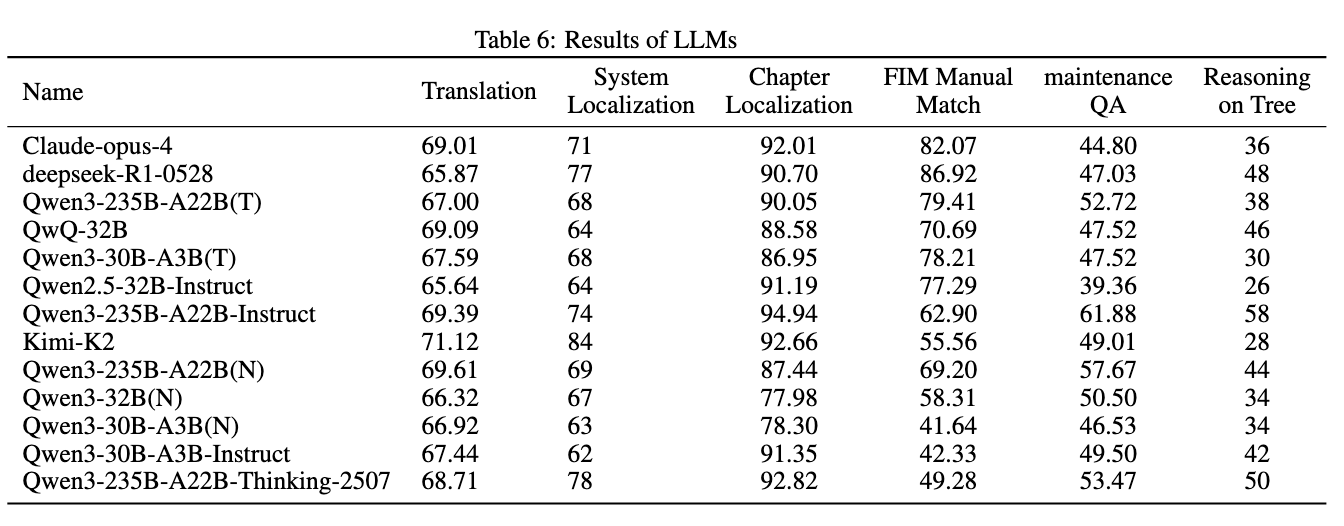 Table 6: Results of LLMs
Name Translation System Localization Chapter Localization FIM Manual Match maintenance QA Reasoning on Tree
Claude-opus-4 69.01 71 92.01 82.07 44.80 36
deepseek-R1-0528 65.87 77 90.70 86.92 47.03 48
Qwen3-235B-A22B(T) 67.00 68 90.05 79.41 52.72 38
QwQ-32B 69.09 64 88.58 70.69 47.52 46
Qwen3-30B-A3B(T) 67.59 68 86.95 78.21 47.52 30
Qwen2.5-32B-Instruct 65.64 64 91.19 77.29 39.36 26
Qwen3-235B-A22B-Instruct 69.39 74 94.94 62.90 61.88 58
Kimi-K2 71.12 84 92.66 55.56 49.01 28
Qwen3-235B-A22B(N) 69.61 69 87.44 69.20 57.67 44
Qwen3-32B(N) 66.32 67 77.98 58.31 50.50 34
Qwen3-30B-A3B(N) 66.92 63 78.30 41.64 46.53 34
Qwen3-30B-A3B-Instruct 67.44 62 91.35 42.33 49.50 42
Qwen3-235B-A22B-Thinking-2507 68.71 78 92.82 49.28 53.47 50